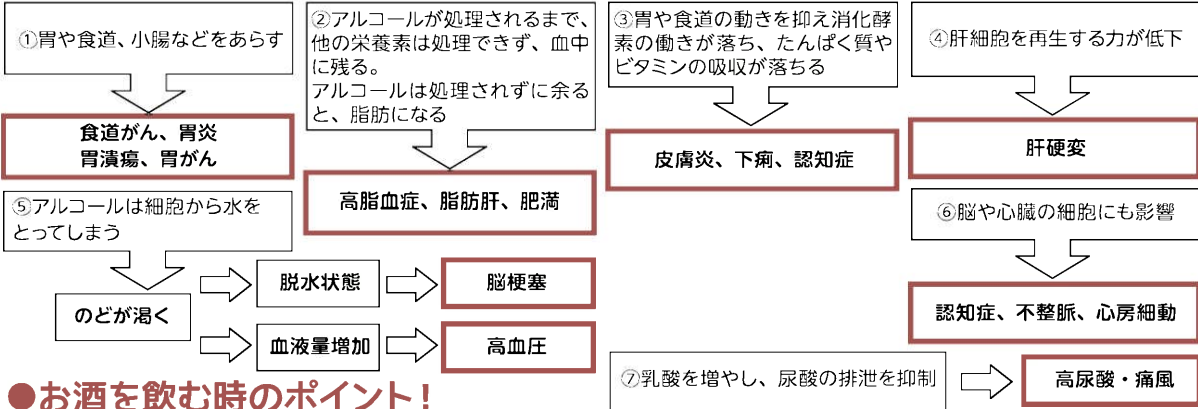 ①胃や食道、小腸などをあらす
食道がん、胃炎
胃潰瘍、胃がん
②アルコールが処理されるまで、
他の栄養素は処理できず、血中
に残る。
アルコールは処理されずに余る
と、脂肪になる
高脂血症、脂肪肝、肥満
③胃や食道の動きを抑え消化酵
素の働きが落ち、たんぱく質や
ビタミンの吸収が落ちる
皮膚炎、下痢、認知症
④肝細胞を再生する力が低下
肝硬変
⑤アルコールは細胞から水を
とってしまう
のどが渇く
脱水状態
脳梗塞
血液量増加
高血圧
⑥脳や心臓の細胞にも影響
認知症、不整脈、心房細動
⑦乳酸を増やし、尿酸の排泄を抑制
高尿酸・痛風
●お酒を飲む時のポイント！